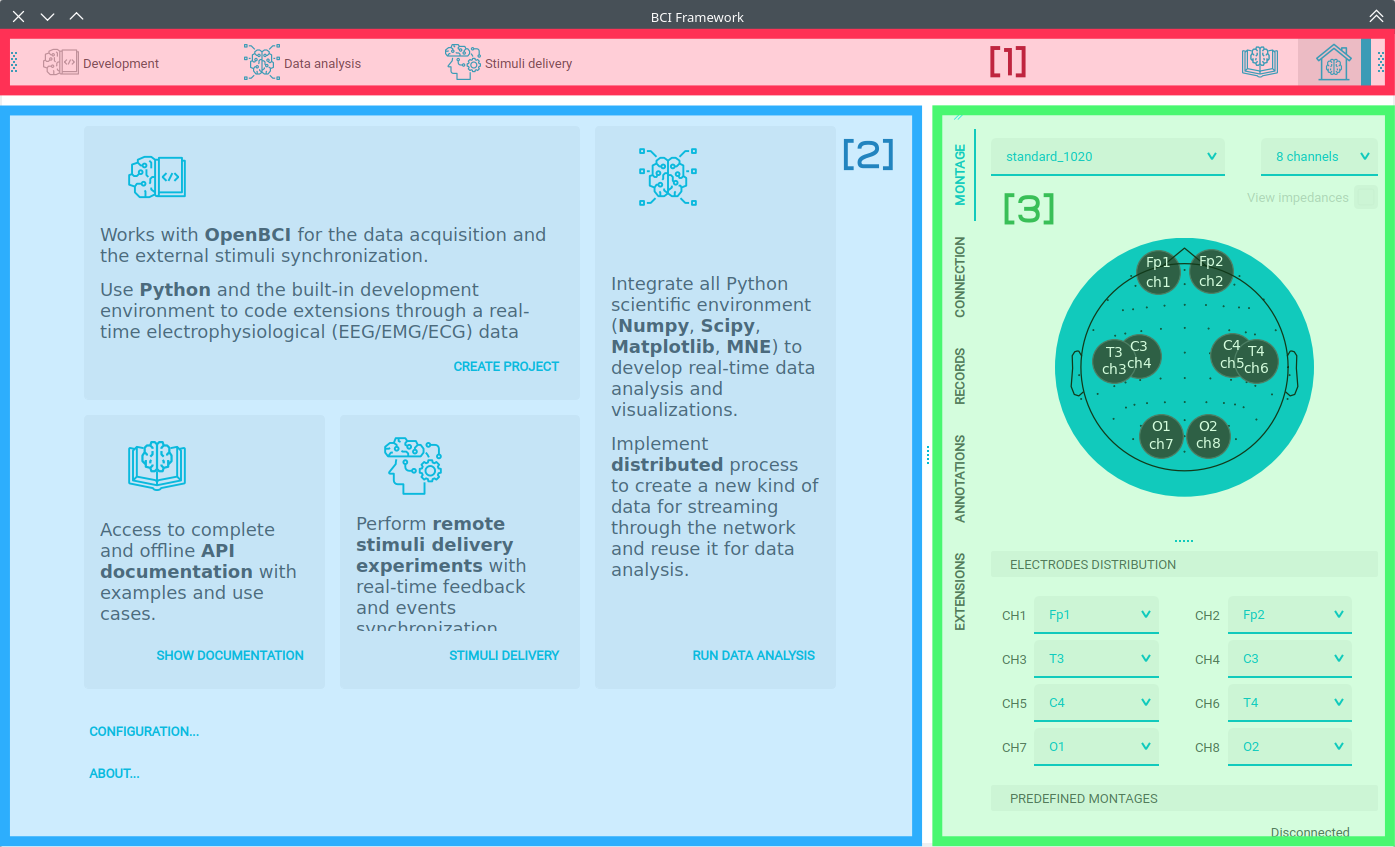 BCI Framework
Development
Data analysis
Stimuli delivery
[1]
[2]
Works with OpenBCI for the data acquisition and
the external stimuli synchronization.
Use Python and the built-in development
environment to code extensions through a real-
time electrophysiological (EEG/EMG/ECG) data
CREATE PROJECT
Integrate all Python
scientific environment
(Numpy, Scipy,
Matplotlib, MNE) to
develop real-time data
analysis and
visualizations.
Implement
distributed process
to create a new kind of
data for streaming
through the network
and reuse it for data
analysis.
RUN DATA ANALYSIS
Access to complete
and offline API
documentation with
examples and use
cases.
SHOW DOCUMENTATION
Perform remote
stimuli delivery
experiments with
real-time feedback
and events
synchronization
STIMULI DELIVERY
CONFIGURATION...
ABOUT...
MONTAGE
CONNECTION
RECORDS
ANNOTATIONS
EXTENSIONS
standard_1020
8 channels
View impedances
[3]
Fp1
ch1
Fp2
ch2
T3
ch3
C3
ch4
C4
ch5
T4
ch6
O1
ch7
O2
ch8
ELECTRODES DISTRIBUTION
CH1 Fp1
CH2 Fp2
CH3 T3
CH4 C3
CH5 C4
CH6 T4
CH7 O1
CH8 O2
PREDEFINED MONTAGES
Disconnected